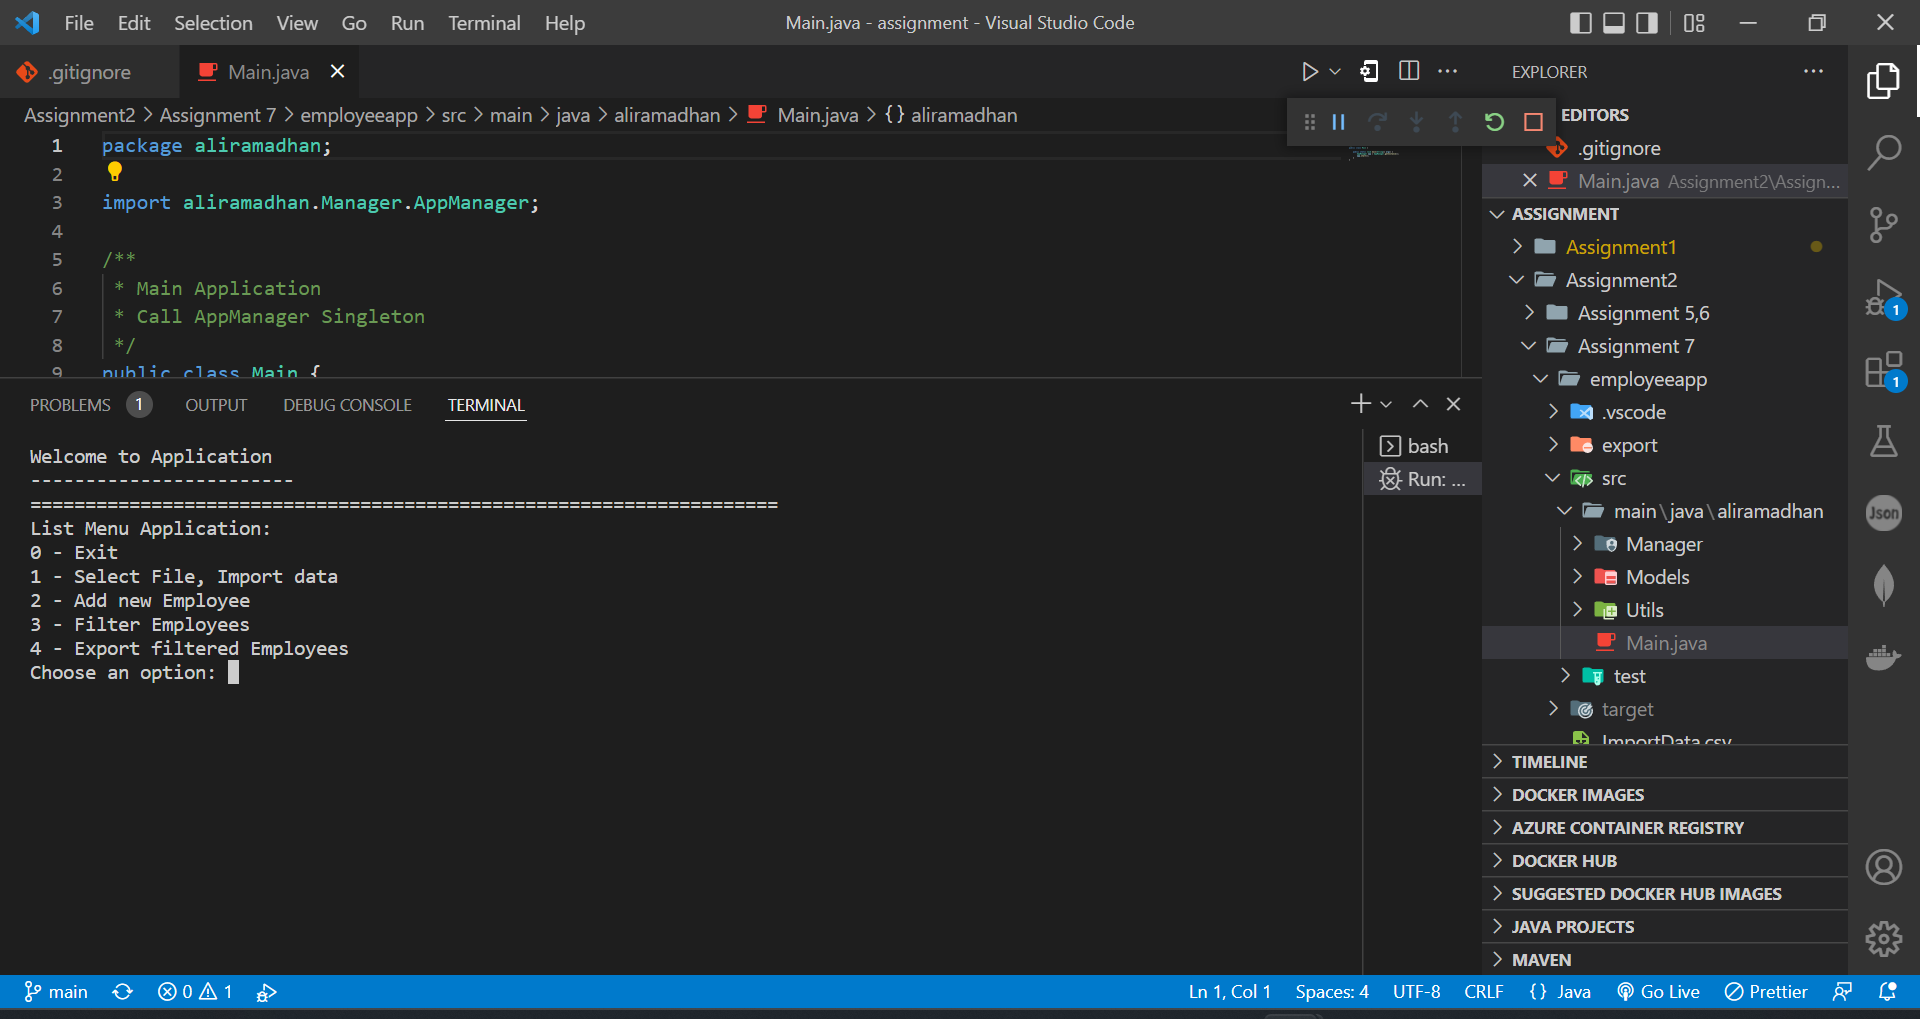 File Edit Selection View Go Run Terminal Help Main.java - assignment - Visual Studio Code
.gitignore Main.java
EXPLORER
Assignment2 > Assignment 7 > employeeapp > src > main > java > aliramadhan > Main.java > {} aliramadhan
1 package aliramadhan;
2
3 import aliramadhan.Manager.AppManager;
4
5 /**
6 * Main Application
7 * Call AppManager Singleton
8 */
9 public class Main {
PROBLEMS 1 OUTPUT DEBUG CONSOLE TERMINAL
Welcome to Application
------------------------
====================================================================
List Menu Application:
0 - Exit
1 - Select File, Import data
2 - Add new Employee
3 - Filter Employees
4 - Export filtered Employees
Choose an option:
bash
Run: ...
EDITORS
.gitignore
Main.java Assignment2\Assign...
ASSIGNMENT
Assignment1
Assignment2
Assignment 5,6
Assignment 7
employeeapp
.vscode
export
src
main\java\aliramadhan
Manager
Models
Utils
Main.java
test
target
ImportData.csv
TIMELINE
DOCKER IMAGES
AZURE CONTAINER REGISTRY
DOCKER HUB
SUGGESTED DOCKER HUB IMAGES
JAVA PROJECTS
MAVEN
1
1
Json
main 0 1 Ln 1, Col 1 Spaces: 4 UTF-8 CRLF {} Java Go Live Prettier